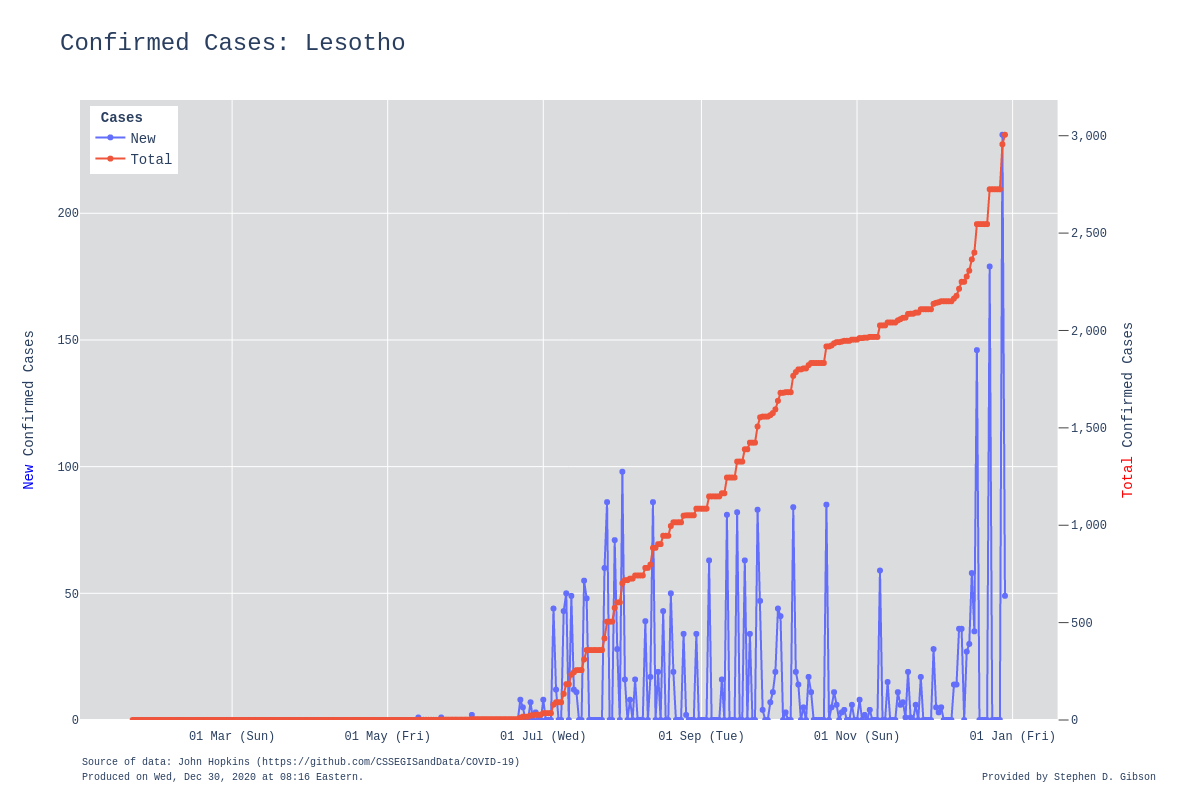 Confirmed Cases: Lesotho
Cases
New
Total
200
150
100
50
0
3,000
2,500
2,000
1,500
1,000
500
0
New Confirmed Cases
Total Confirmed Cases
01 Mar (Sun)
01 May (Fri)
01 Jul (Wed)
01 Sep (Tue)
01 Nov (Sun)
01 Jan (Fri)
Source of data: John Hopkins (https://github.com/CSSEGISandData/COVID-19)
Produced on Wed, Dec 30, 2020 at 08:16 Eastern.
Provided by Stephen D. Gibson